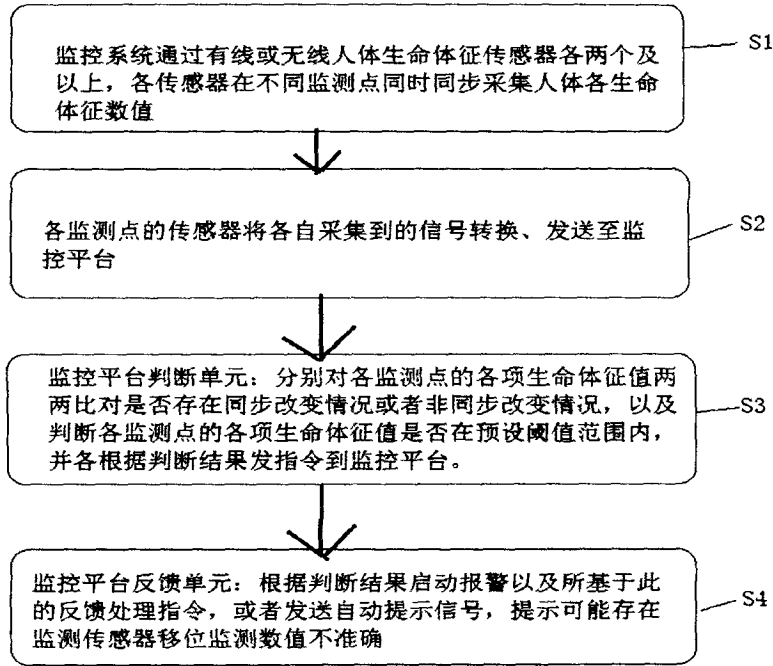 监控系统通过有线或无线人体生命体征传感器各两个及
以上，各传感器在不同监测点同时同步采集人体各生命
体征数值
S1
各监测点的传感器将各自采集到的信号转换、发送至监
控平台
S2
监控平台判断单元：分别对各监测点的各项生命体征值两
两比对是否存在同步改变情况或者非同步改变情况，以及
判断各监测点的各项生命体征值是否在预设阈值范围内，
并各根据判断结果发指令到监控平台。
S3
监控平台反馈单元：根据判断结果启动报警以及所基于此
的反馈处理指令，或者发送自动提示信号，提示可能存在
监测传感器移位监测数值不准确
S4